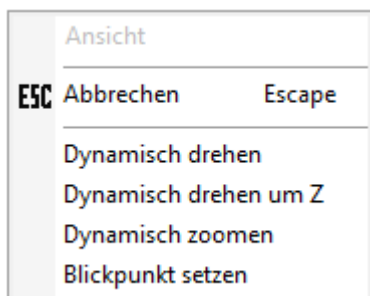 Ansicht
ESC Abbrechen Escape
Dynamisch drehen
Dynamisch drehen um Z
Dynamisch zoomen
Blickpunkt setzen